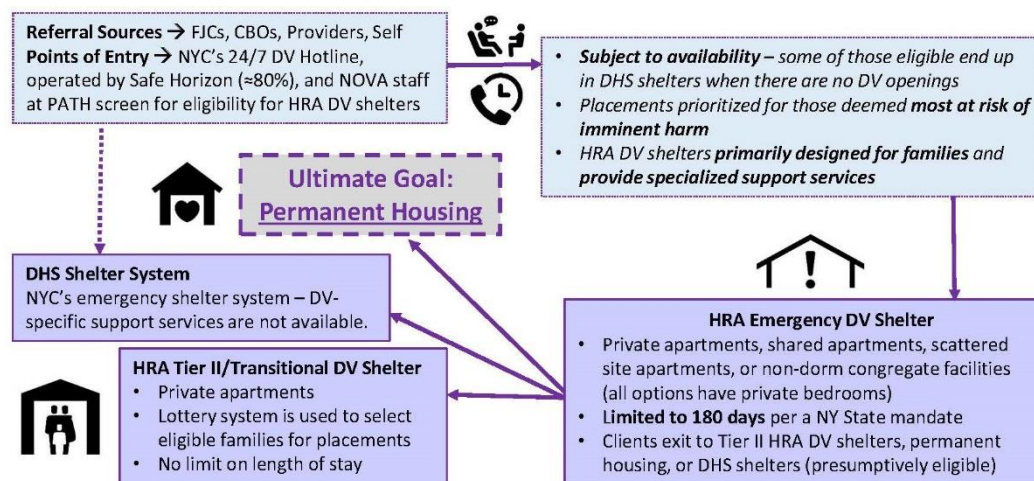 Referral Sources → FJCs, CBOs, Providers, Self
Points of Entry → NYC's 24/7 DV Hotline,
operated by Safe Horizon (≈80%), and NOVA staff
at PATH screen for eligibility for HRA DV shelters
• Subject to availability – some of those eligible end up
in DHS shelters when there are no DV openings
• Placements prioritized for those deemed most at risk of
imminent harm
• HRA DV shelters primarily designed for families and
provide specialized support services
Ultimate Goal:
Permanent Housing
DHS Shelter System
NYC's emergency shelter system – DV-
specific support services are not available.
HRA Tier II/Transitional DV Shelter
• Private apartments
• Lottery system is used to select
eligible families for placements
• No limit on length of stay
HRA Emergency DV Shelter
• Private apartments, shared apartments, scattered
site apartments, or non-dorm congregate facilities
(all options have private bedrooms)
• Limited to 180 days per a NY State mandate
• Clients exit to Tier II HRA DV shelters, permanent
housing, or DHS shelters (presumptively eligible)